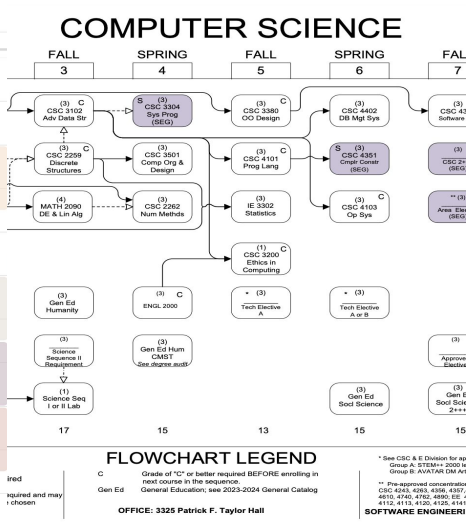 COMPUTER SCIENCE
FALL
SPRING
FALL
SPRING
FAL
3
4
5
6
7
(3) C
CSC 3102
Adv Data Str
S (3)
CSC 3304
Sys Prog
(SEG)
(3) C
CSC 3380
OO Design
(3)
CSC 4402
DB Mgt Sys
(3)
CSC 43
Software
(3) C
CSC 2259
Discrete
Structures
(3)
CSC 3501
Comp Org &
Design
(3) C
CSC 4101
Prog Lang
S (3)
CSC 4351
Cmplr Constr
(SEG)
(3)
CSC 2+
(SEG)
(4)
MATH 2090
DE & Lin Alg
(3) C
CSC 2262
Num Methds
(3)
IE 3302
Statistics
(3) C
CSC 4103
Op Sys
** (3)
Area Elec
(SEG)
(1) C
CSC 3200
Ethics in
Computing
(3)
Gen Ed
Humanity
(3) C
ENGL 2000
* (3)
Tech Elective
A
* (3)
Tech Elective
A or B
(3)
Science
Sequence II
Requirement
(3)
Gen Ed Hum
CMST
See degree audit
(3)
Approve
Elective
(1)
Science Seq
I or II Lab
(3)
Gen Ed
Socl Science
(3)
Gen E
Socl Scie
2+++
17
15
13
15
15
FLOWCHART LEGEND
C Grade of "C" or better required BEFORE enrolling in
next course in the sequence.
Gen Ed General Education; see 2023-2024 General Catalog
OFFICE: 3325 Patrick F. Taylor Hall
ired
equired and may
chosen
* See CSC & E Division for ap
Group A: STEM++ 2000 le
Group B: AVATAR DM Art
** Pre-approved concentration
CSC 4243, 4263, 4356, 4357,
4610, 4740, 4762, 4890; EE 4
4112, 4113, 4120, 4125, 4141
SOFTWARE ENGINEERI